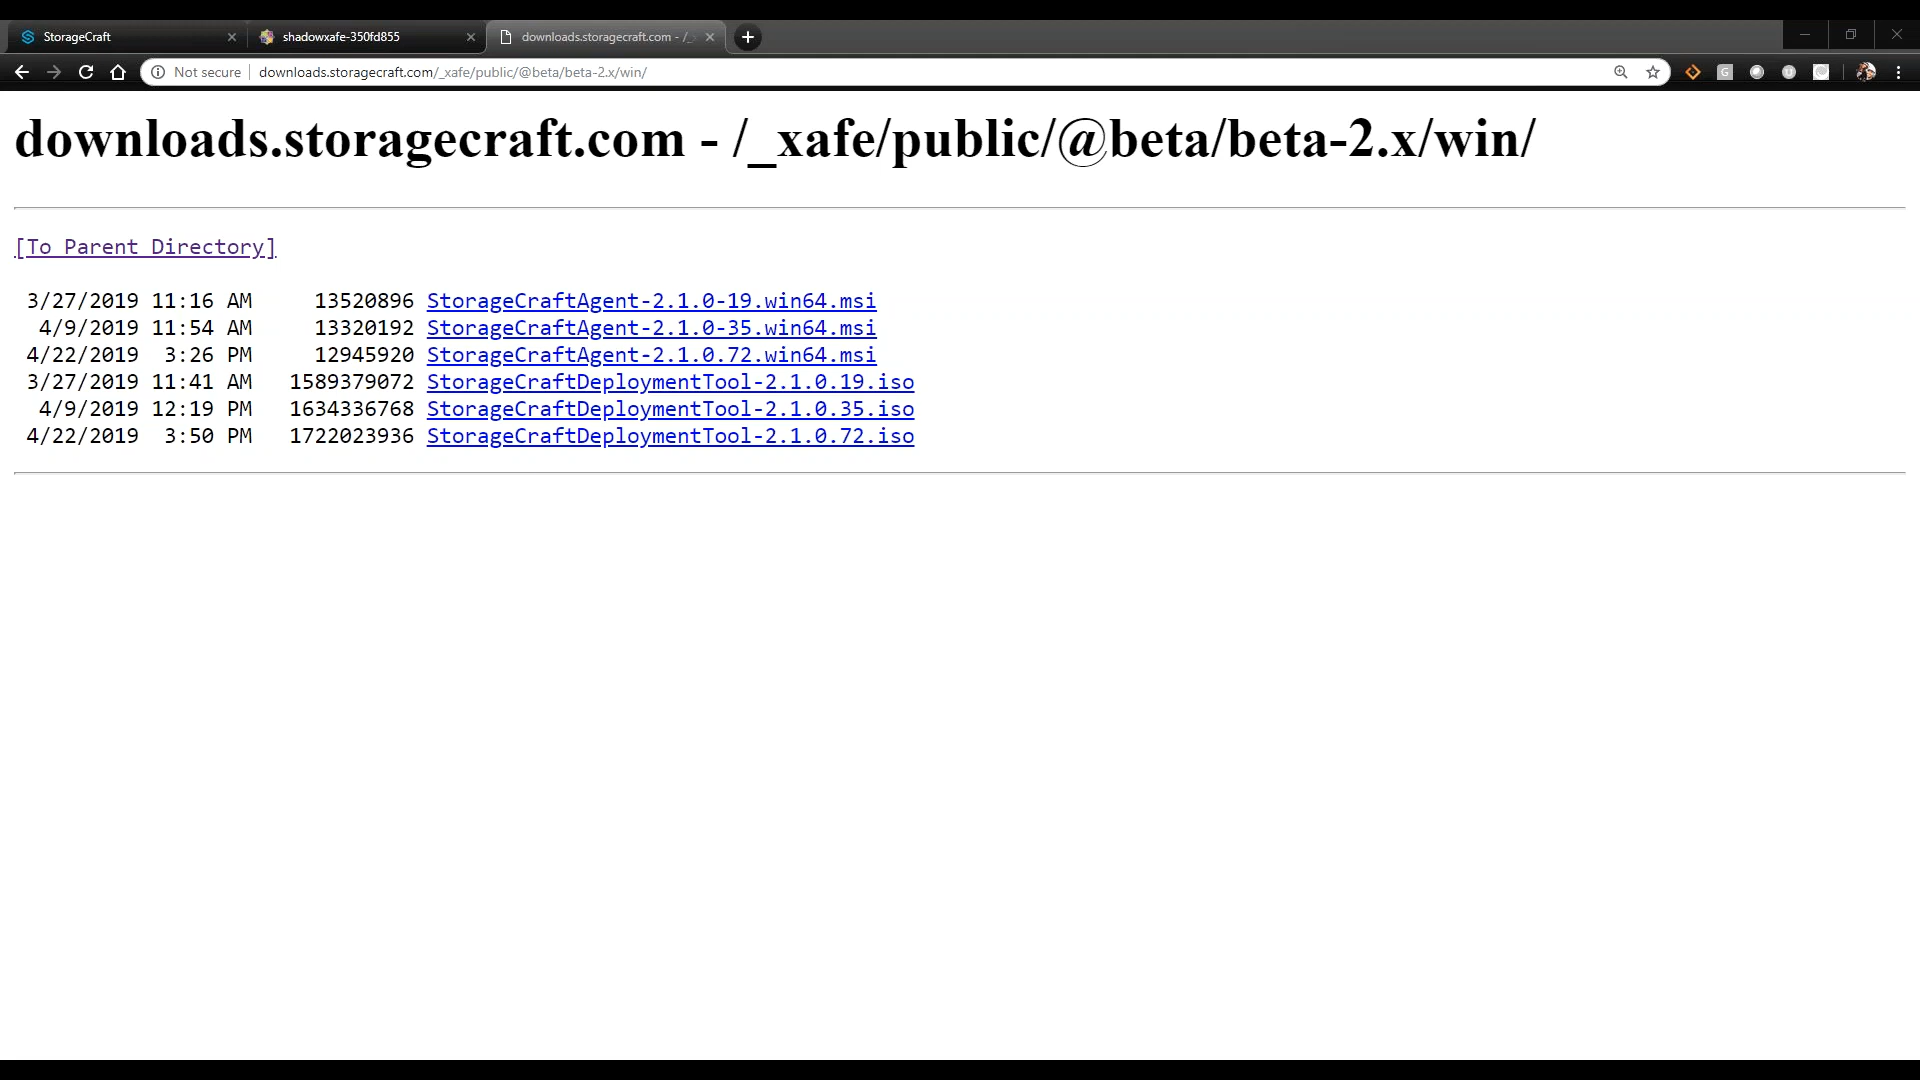 StorageCraft
shadowxafe-350fd855
downloads.storagecraft.com - /_
Not secure
downloads.storagecraft.com/_xafe/public/@beta/beta-2.x/win/
downloads.storagecraft.com - /_xafe/public/@beta/beta-2.x/win/
[To Parent Directory]
3/27/2019 11:16 AM 13520896 StorageCraftAgent-2.1.0-19.win64.msi
4/9/2019 11:54 AM 13320192 StorageCraftAgent-2.1.0-35.win64.msi
4/22/2019 3:26 PM 12945920 StorageCraftAgent-2.1.0.72.win64.msi
3/27/2019 11:41 AM 1589379072 StorageCraftDeploymentTool-2.1.0.19.iso
4/9/2019 12:19 PM 1634336768 StorageCraftDeploymentTool-2.1.0.35.iso
4/22/2019 3:50 PM 1722023936 StorageCraftDeploymentTool-2.1.0.72.iso